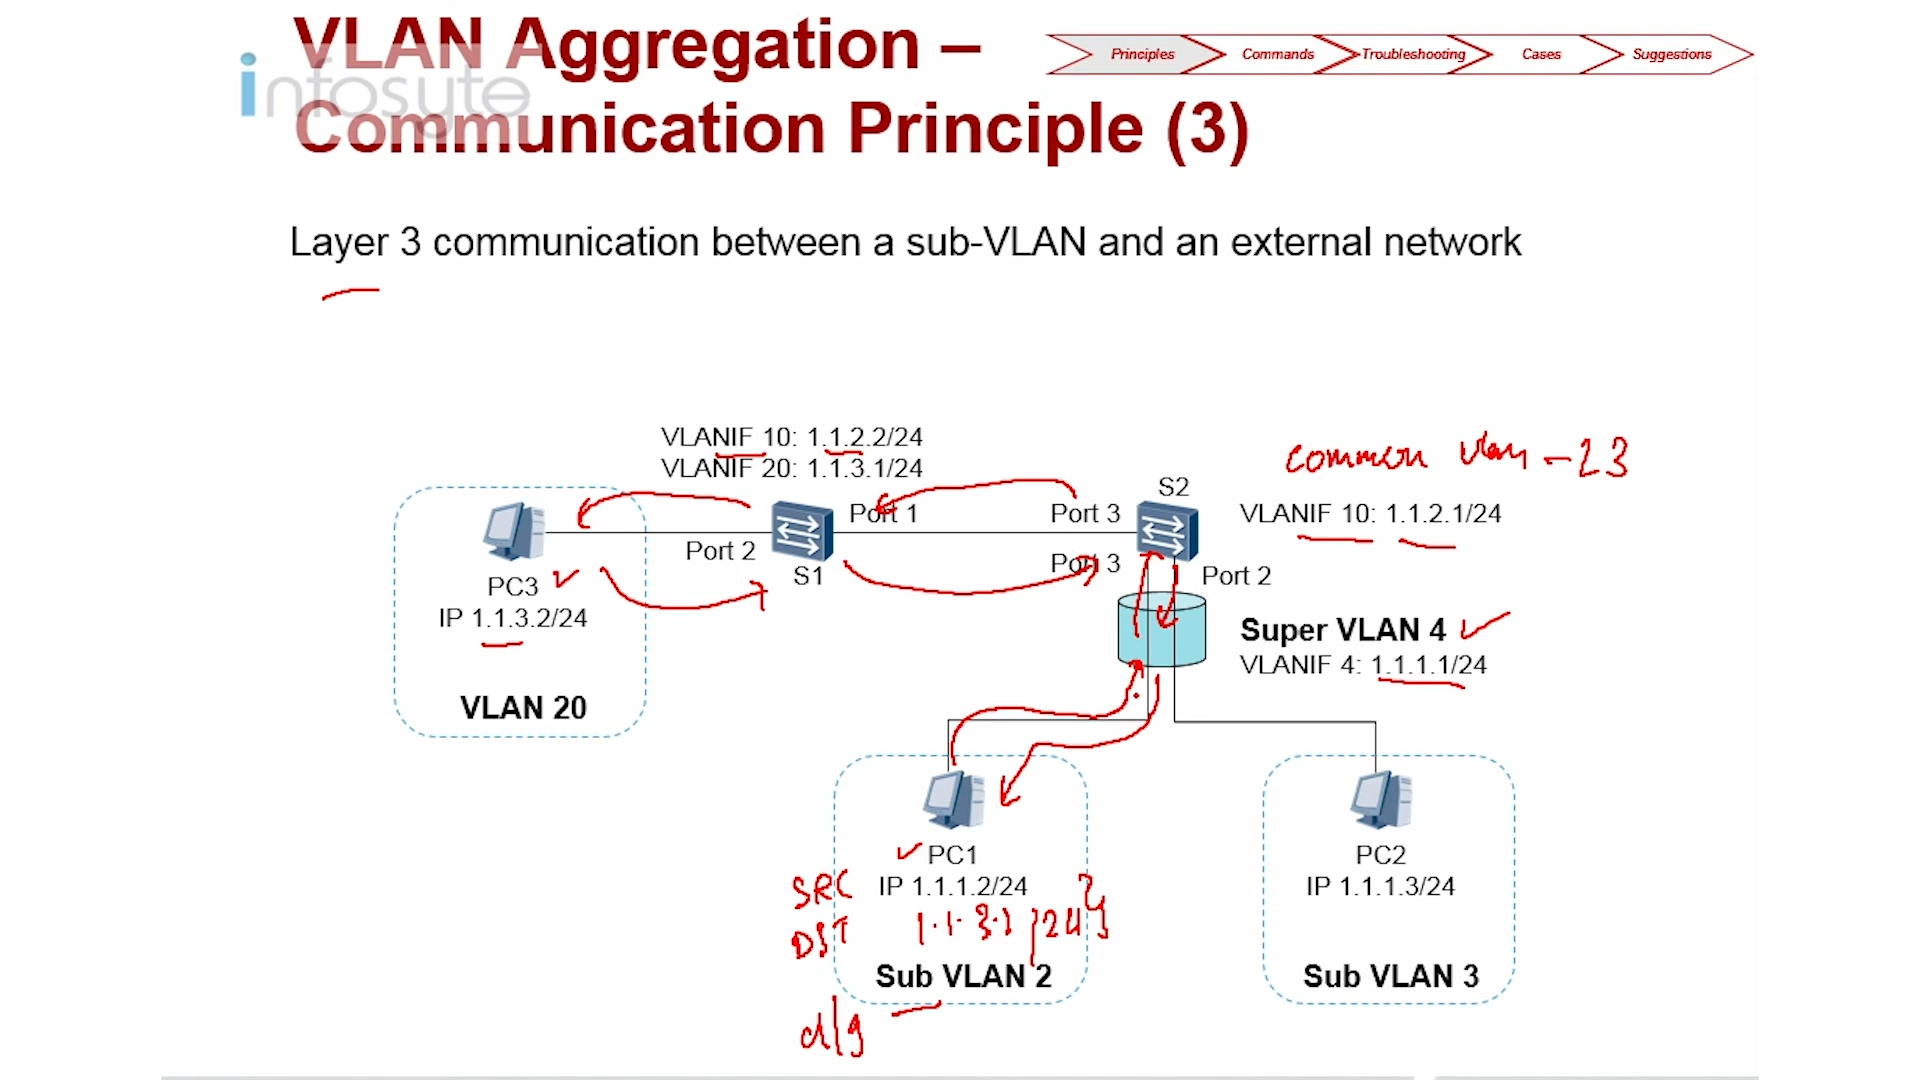 VLAN Aggregation –
Communication Principle (3)
infosyte
Principles
Commands
Troubleshooting
Cases
Suggestions
Layer 3 communication between a sub-VLAN and an external network
VLANIF 10: 1.1.2.2/24
VLANIF 20: 1.1.3.1/24
common vlan - 23
S2
Port 1
Port 3
VLANIF 10: 1.1.2.1/24
Port 2
S1
Port 3
Port 2
PC3
IP 1.1.3.2/24
Super VLAN 4
VLANIF 4: 1.1.1.1/24
VLAN 20
PC1
PC2
SRC
IP 1.1.1.2/24
IP 1.1.1.3/24
DST
Sub VLAN 2
Sub VLAN 3
d/g